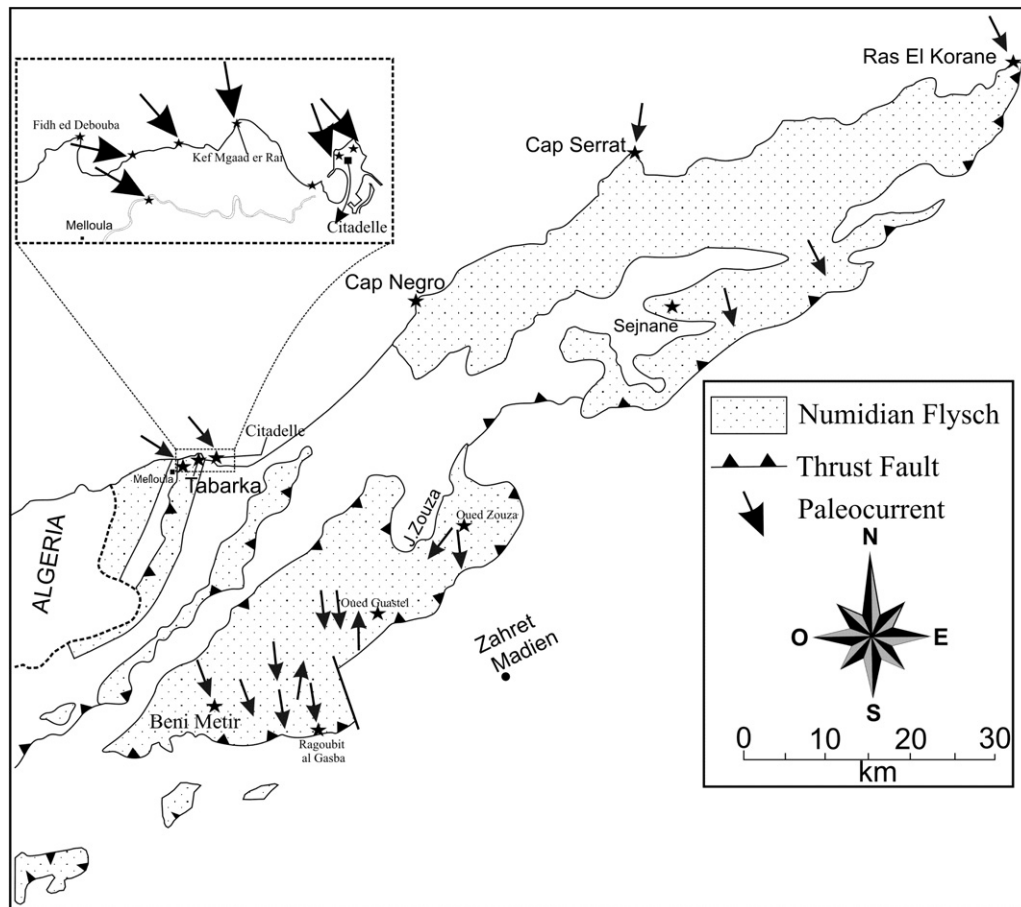 Ras El Korane
Cap Serrat
Fidh ed Debouba
Kef Mgaad er Rai
Melloula
Citadelle
Cap Negro
Sejnane
Citadelle
Melloula
Tabarka
ALGERIA
J.Zouza
Oued Zouza
Oued Guastel
Zahret
Madien
Beni Metir
Ragoubit
al Gasba
Numidian Flysch
Thrust Fault
Paleocurrent
N
O
E
S
0 10 20 30
km